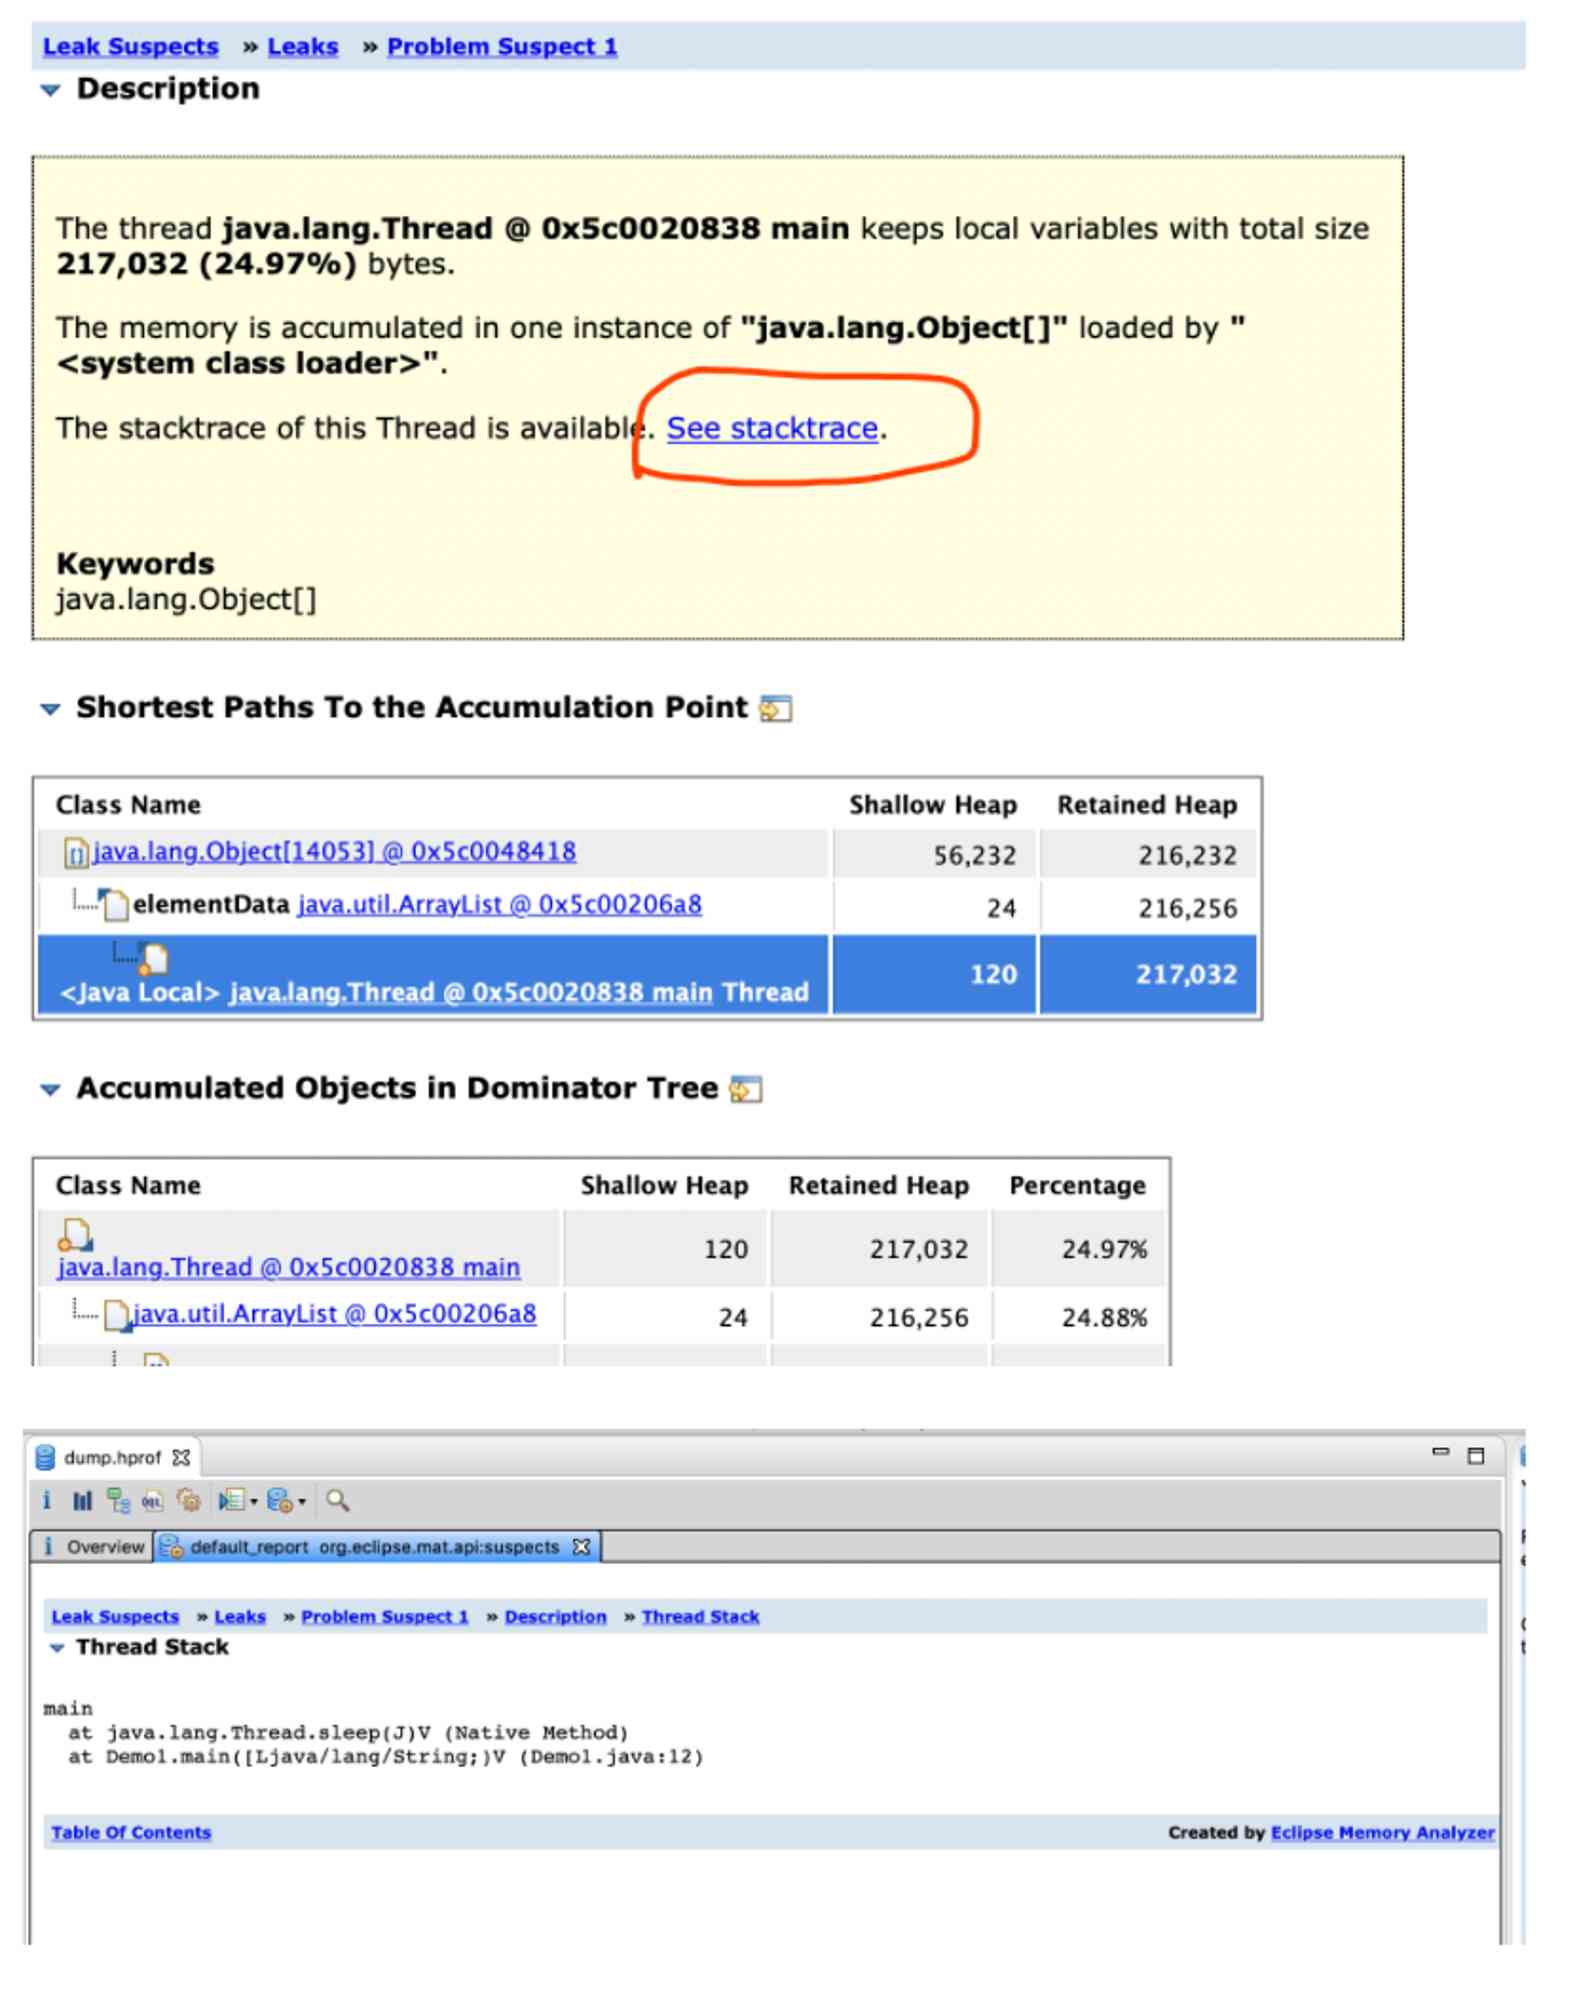 Leak Suspects » Leaks » Problem Suspect 1
Description
The thread java.lang.Thread @ 0x5c0020838 main keeps local variables with total size
217,032 (24.97%) bytes.
The memory is accumulated in one instance of "java.lang.Object[]" loaded by "
<system class loader>".
The stacktrace of this Thread is available. See stacktrace.
Keywords
java.lang.Object[]
Shortest Paths To the Accumulation Point
Class Name Shallow Heap Retained Heap
java.lang.Object[14053] @ 0x5c0048418 56,232 216,232
elementData java.util.ArrayList @ 0x5c00206a8 24 216,256
<Java Local> java.lang.Thread @ 0x5c0020838 main Thread 120 217,032
Accumulated Objects in Dominator Tree
Class Name Shallow Heap Retained Heap Percentage
java.lang.Thread @ 0x5c0020838 main 120 217,032 24.97%
java.util.ArrayList @ 0x5c00206a8 24 216,256 24.88%
dump.hprof
i Overview default_report org.eclipse.mat.api:suspects
Leak Suspects » Leaks » Problem Suspect 1 » Description » Thread Stack
Thread Stack
main
at java.lang.Thread.sleep(J)V (Native Method)
at Demo1.main([Ljava/lang/String;)V (Demo1.java:12)
Table Of Contents Created by Eclipse Memory Analyzer